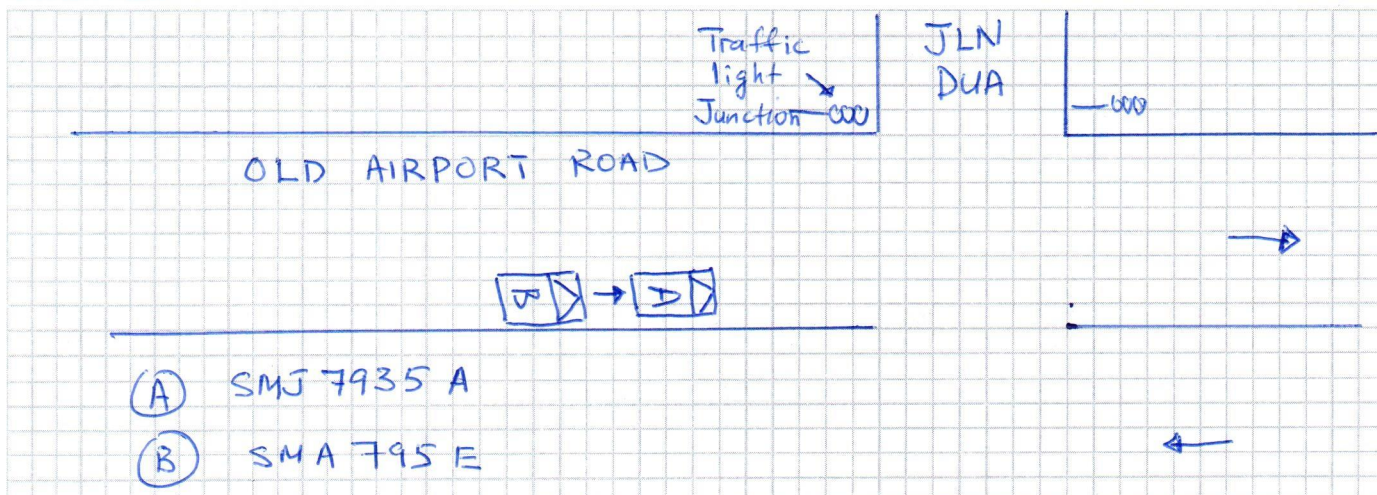 Traffic
light
Junction
JLN
DUA
OLD AIRPORT ROAD
B
A
A SMJ 7935 A
B SMA 795 E